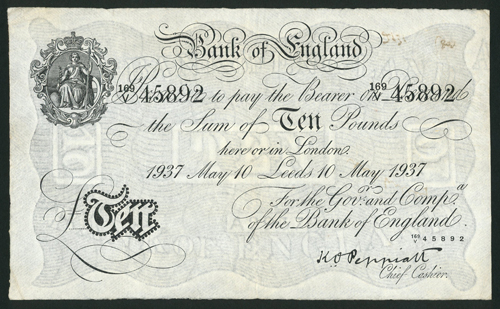 Bank of England
169/V 45892 169/V 45892
to pay the Bearer on
the Sum of Ten Pounds
here or in London
1937 May 10 Leeds 10 May 1937
For the Govr. and Compa.
of the Bank of England.
169/V 45892
£Ten
K O Peppiatt
Chief Cashier.